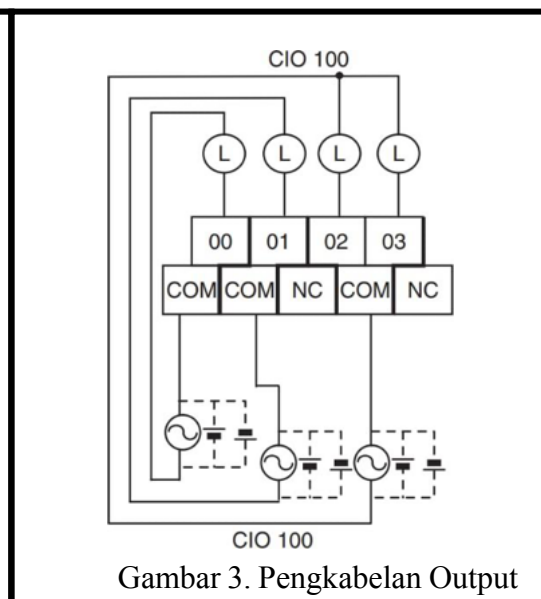 CIO 100
L L L L
00 01 02 03
COM COM NC COM NC
CIO 100
Gambar 3. Pengkabelan Output